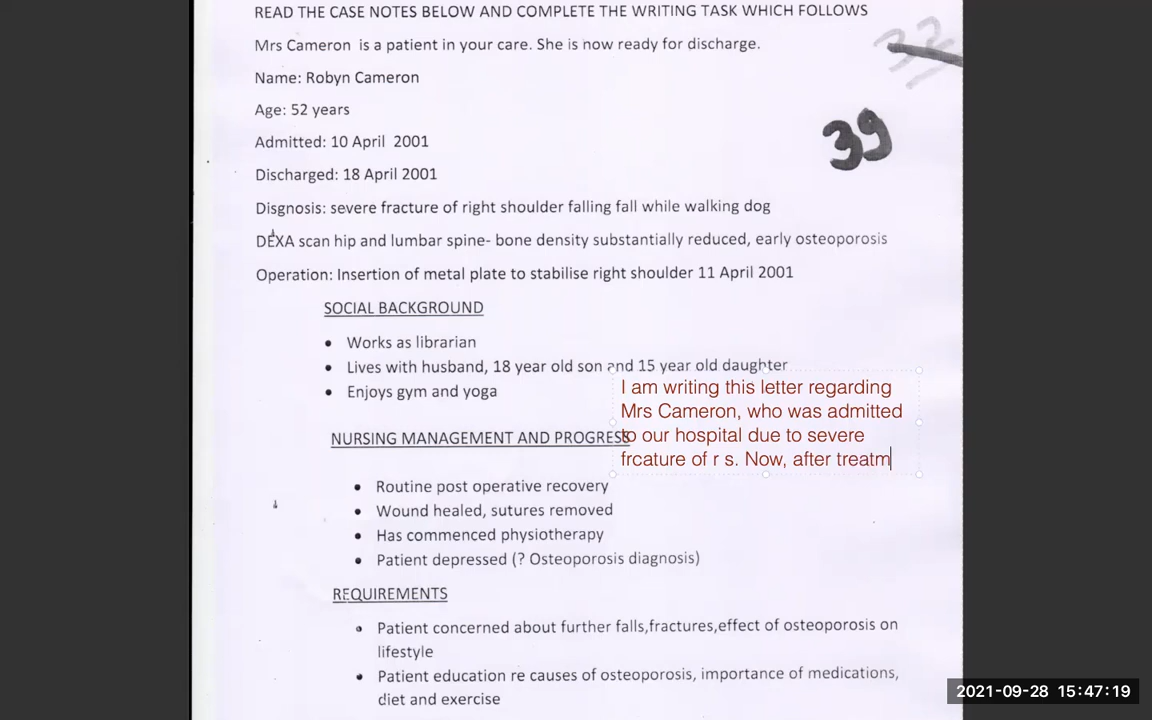 READ THE CASE NOTES BELOW AND COMPLETE THE WRITING TASK WHICH FOLLOWS
Mrs Cameron is a patient in your care. She is now ready for discharge.
33
Name: Robyn Cameron
Age: 52 years
39
Admitted: 10 April 2001
Discharged: 18 April 2001
Disgnosis: severe fracture of right shoulder falling fall while walking dog
DEXA scan hip and lumbar spine- bone density substantially reduced, early osteoporosis
Operation: Insertion of metal plate to stabilise right shoulder 11 April 2001
SOCIAL BACKGROUND
• Works as librarian
• Lives with husband, 18 year old son and 15 year old daughter
• Enjoys gym and yoga
I am writing this letter regarding
Mrs Cameron, who was admitted
to our hospital due to severe
frcature of r s. Now, after treatm
NURSING MANAGEMENT AND PROGRESS
• Routine post operative recovery
• Wound healed, sutures removed
• Has commenced physiotherapy
• Patient depressed (? Osteoporosis diagnosis)
REQUIREMENTS
• Patient concerned about further falls,fractures,effect of osteoporosis on
lifestyle
• Patient education re causes of osteoporosis, importance of medications,
diet and exercise
2021-09-28 15:47:19